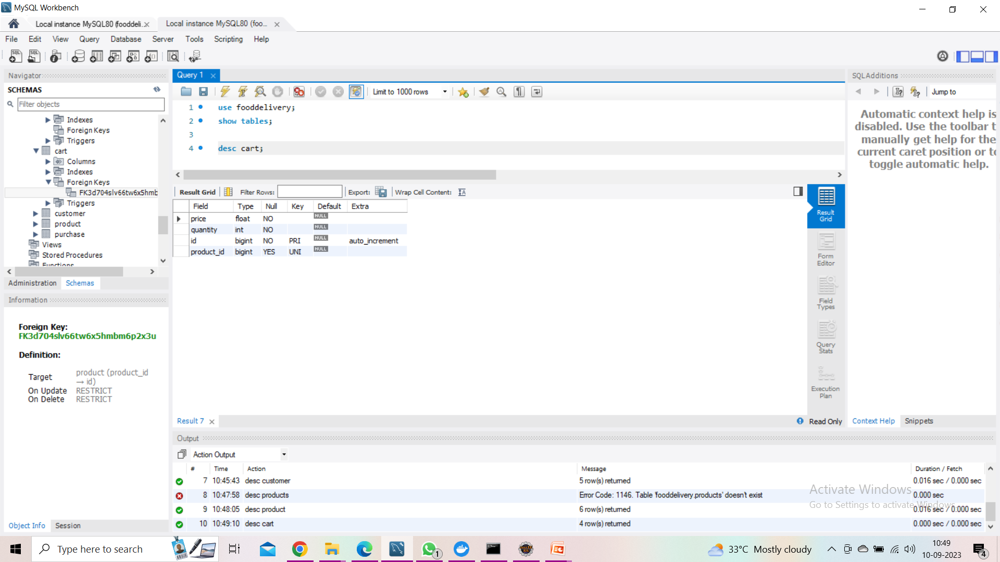 MySQL Workbench
Local instance MySQL80 (fooddeli...
Local instance MySQL80 (foo...
File Edit View Query Database Server Tools Scripting Help
Navigator
SCHEMAS
Filter objects
Indexes
Foreign Keys
Triggers
cart
Columns
Indexes
Foreign Keys
FK3d704slv66tw6x5hmb
Triggers
customer
product
purchase
Views
Stored Procedures
Functions
Administration Schemas
Information
Foreign Key:
FK3d704slv66tw6x5hmbm6p2x3u
Definition:
Target product (product_id
→ id)
On Update RESTRICT
On Delete RESTRICT
Object Info Session
Query 1
Limit to 1000 rows
1 use fooddelivery;
2 show tables;
3
4 desc cart;
Result Grid Filter Rows: Export: Wrap Cell Content:
Field Type Null Key Default Extra
price float NO NULL
quantity int NO NULL
id bigint NO PRI NULL auto_increment
product_id bigint YES UNI NULL
Result
Grid
Form
Editor
Field
Types
Query
Stats
Execution
Plan
Result 7
Read Only
SQLAdditions
Jump to
Automatic context help is
disabled. Use the toolbar t
manually get help for the
current caret position or to
toggle automatic help.
Context Help Snippets
Output
Action Output
# Time Action Message Duration / Fetch
7 10:45:43 desc customer 5 row(s) returned 0.016 sec / 0.000 sec
8 10:47:58 desc products Error Code: 1146. Table 'fooddelivery.products' doesn't exist 0.000 sec
9 10:48:05 desc product 6 row(s) returned 0.016 sec / 0.000 sec
10 10:49:10 desc cart 4 row(s) returned 0.000 sec / 0.000 sec
Activate Windows
Go to Settings to activate Windows.
Type here to search
1
33°C Mostly cloudy
10:49
10-09-2023
4